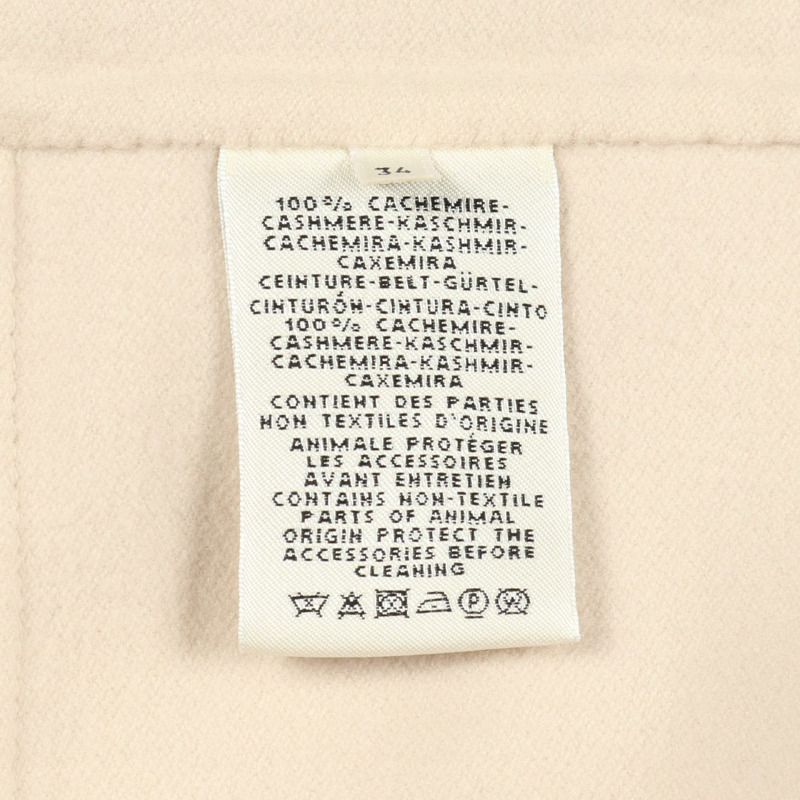 34
100% CACHEMIRE-
CASHMERE-KASCHMIR-
CACHEMIRA-KASHMIR-
CAXEMIRA
CEINTURE-BELT-GÜRTEL-
CINTURÓN-CINTURA-CINTO
100% CACHEMIRE-
CASHMERE-KASCHMIR-
CACHEMIRA-KASHMIR-
CAXEMIRA
CONTIENT DES PARTIES
NON TEXTILES D'ORIGINE
ANIMALE PROTÉGER
LES ACCESSOIRES
AVANT ENTRETIEN
CONTAINS NON-TEXTILE
PARTS OF ANIMAL
ORIGIN PROTECT THE
ACCESSORIES BEFORE
CLEANING
P W